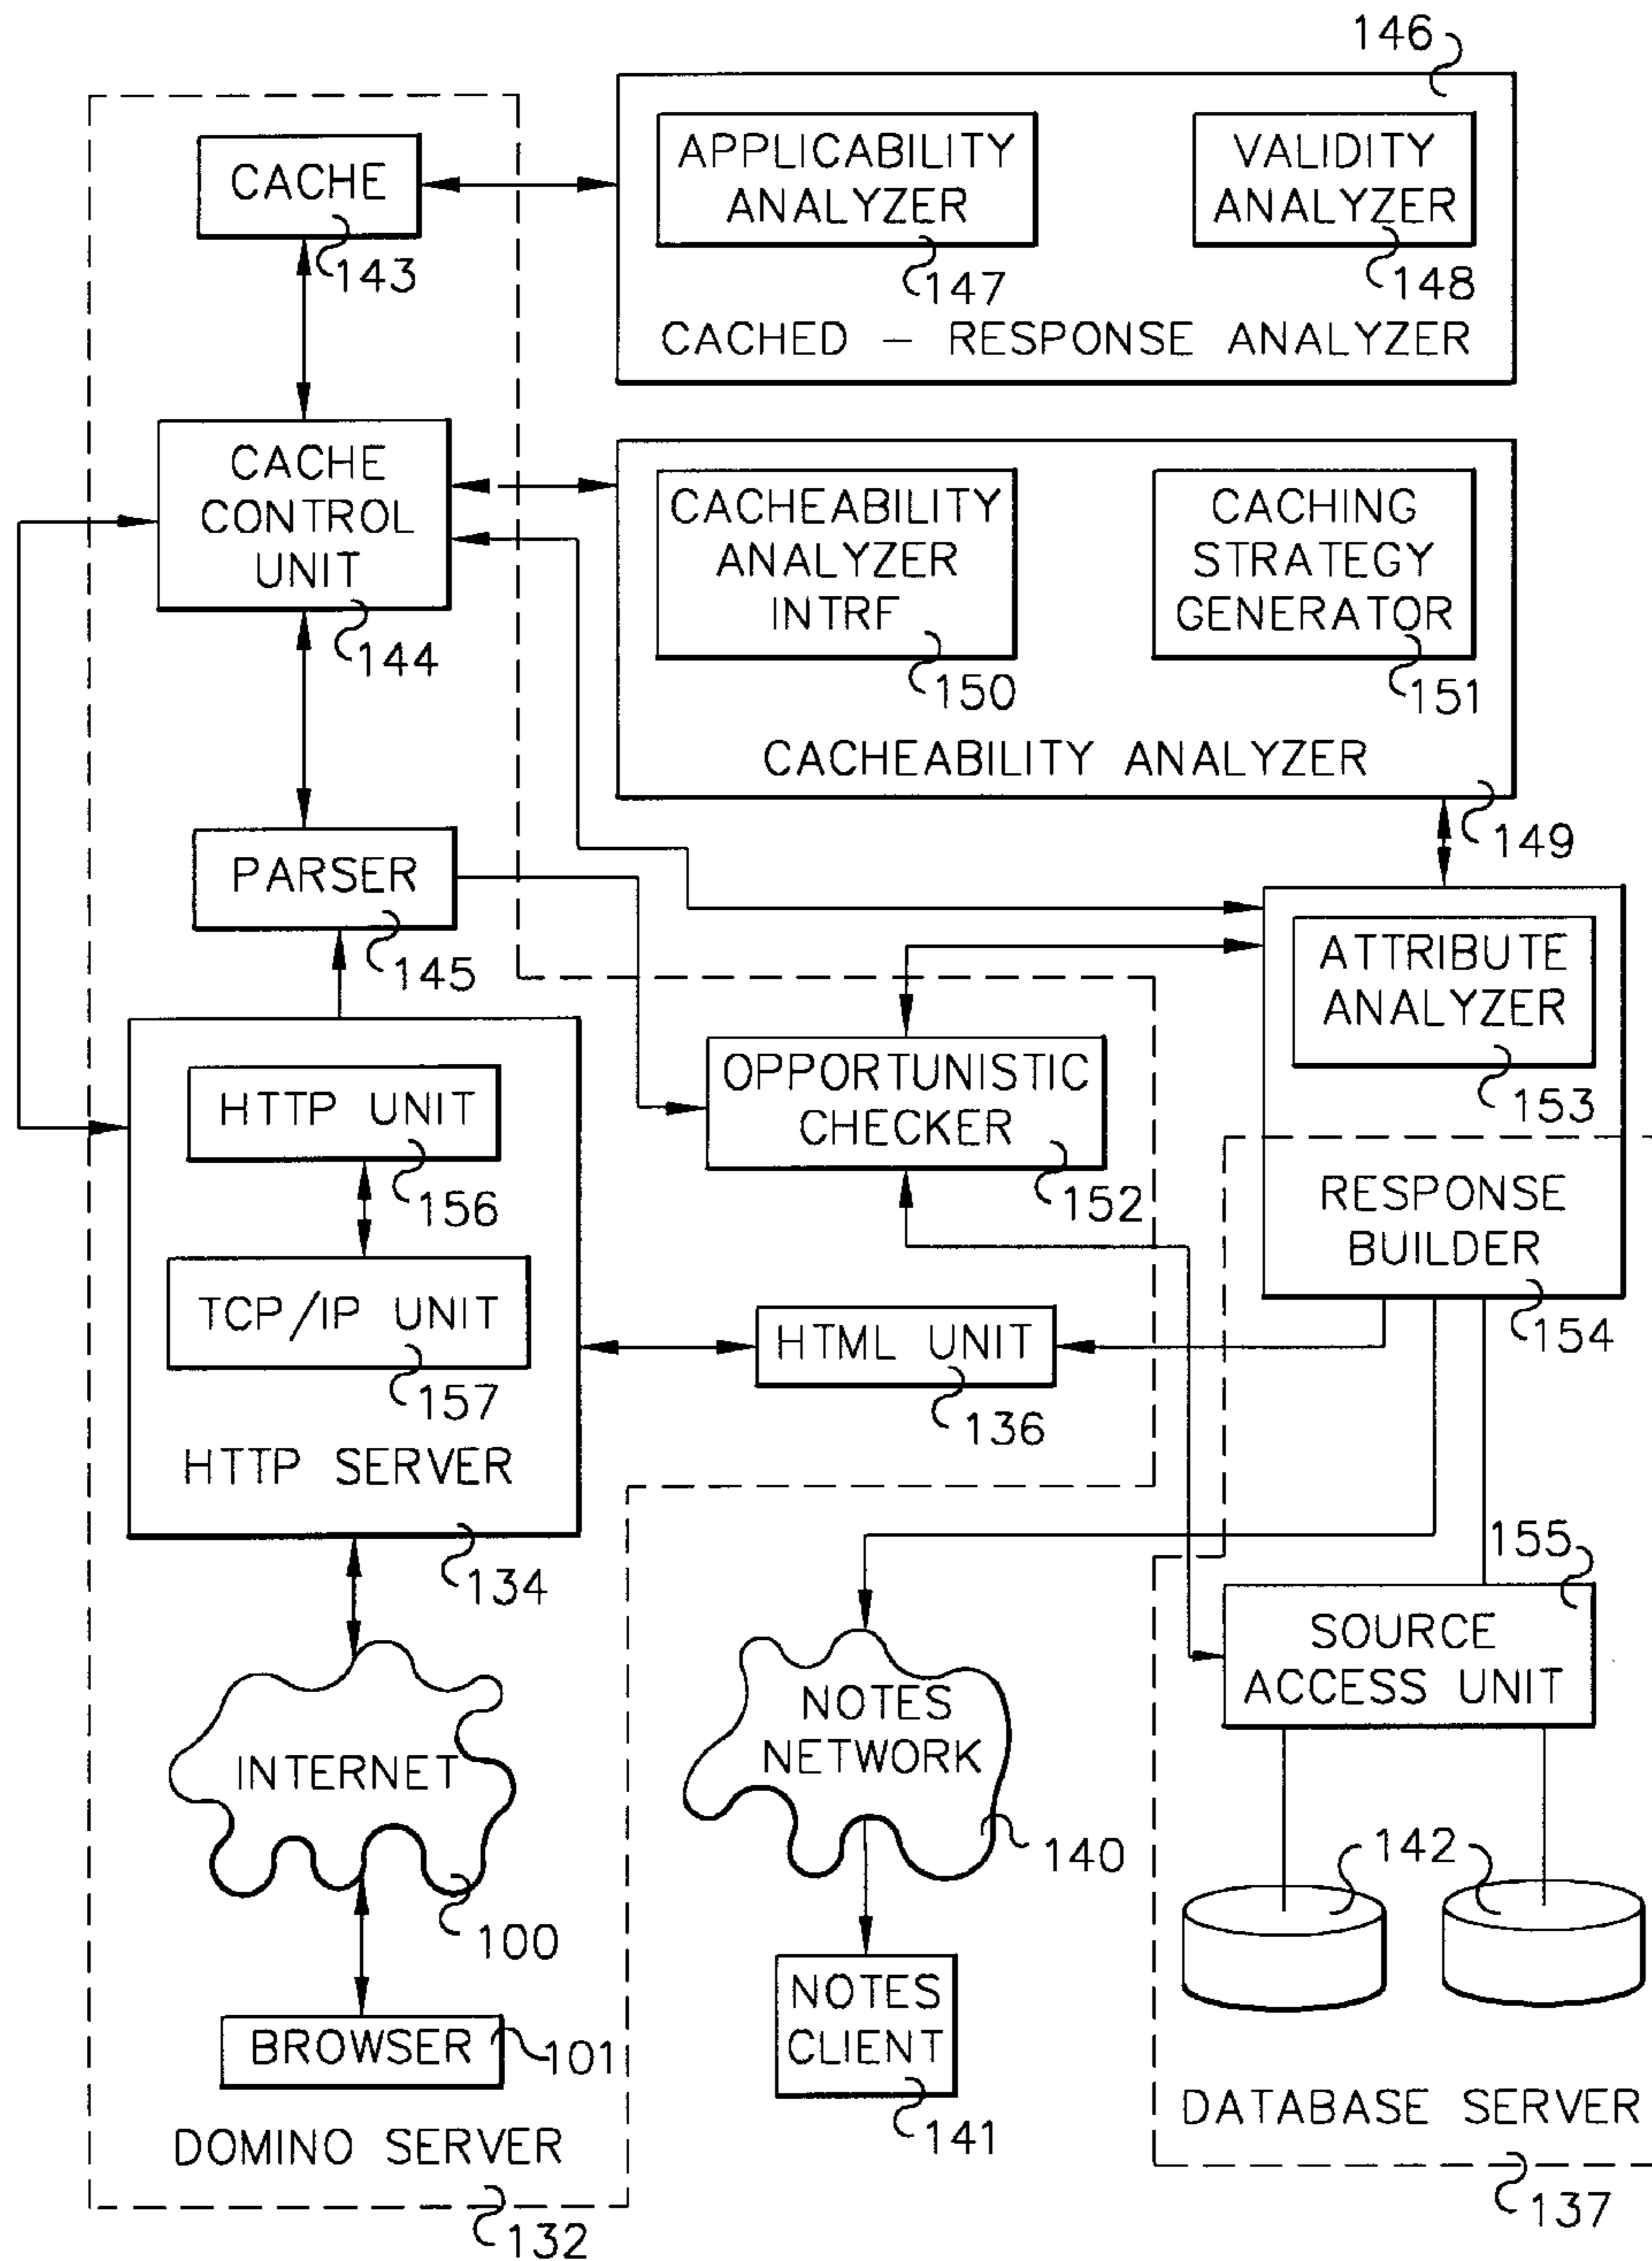 146
CACHE
143
APPLICABILITY
ANALYZER
147
VALIDITY
ANALYZER
148
CACHED – RESPONSE ANALYZER
CACHE
CONTROL
UNIT
144
CACHEABILITY
ANALYZER
INTRF
150
CACHING
STRATEGY
GENERATOR
151
CACHEABILITY ANALYZER
149
PARSER
145
ATTRIBUTE
ANALYZER
153
HTTP UNIT
156
OPPORTUNISTIC
CHECKER
152
RESPONSE
BUILDER
154
TCP/IP UNIT
157
HTML UNIT
136
HTTP SERVER
134
155
SOURCE
ACCESS UNIT
INTERNET
100
NOTES
NETWORK
140
142
BROWSER
101
NOTES
CLIENT
141
DOMINO SERVER
132
DATABASE SERVER
137